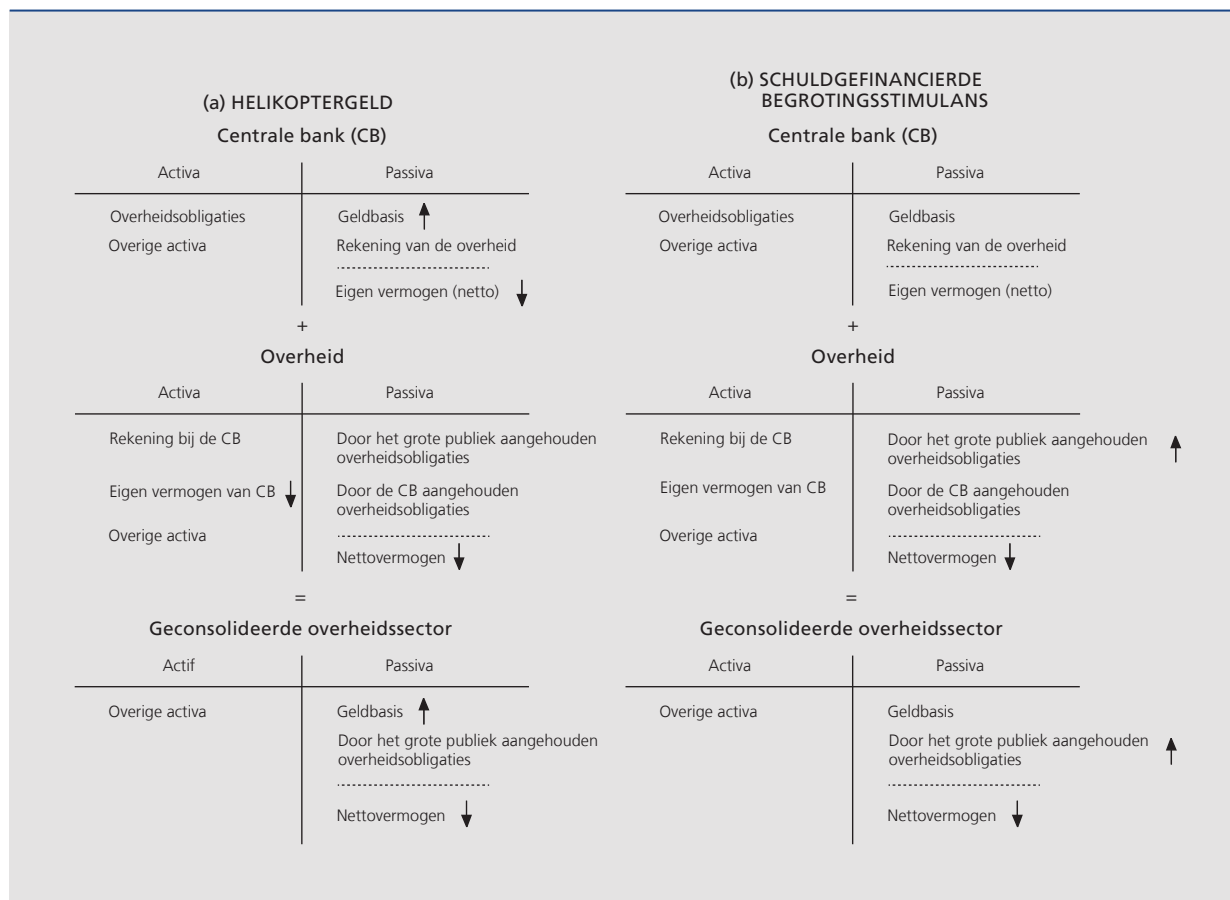 (a) HELIKOPTERGELD
Centrale bank (CB)
Activa
Passiva
Overheidsobligaties
Geldbasis
Overige activa
Rekening van de overheid
Eigen vermogen (netto)
+
Overheid
Activa
Passiva
Rekening bij de CB
Door het grote publiek aangehouden
overheidsobligaties
Eigen vermogen van CB
Door de CB aangehouden
overheidsobligaties
Overige activa
Nettovermogen
=
Geconsolideerde overheidssector
Actif
Passiva
Overige activa
Geldbasis
Door het grote publiek aangehouden
overheidsobligaties
Nettovermogen
(b) SCHULDGEFINANCIERDE
BEGROTINGSSTIMULANS
Centrale bank (CB)
Activa
Passiva
Overheidsobligaties
Geldbasis
Overige activa
Rekening van de overheid
Eigen vermogen (netto)
+
Overheid
Activa
Passiva
Rekening bij de CB
Door het grote publiek aangehouden
overheidsobligaties
Eigen vermogen van CB
Door de CB aangehouden
overheidsobligaties
Overige activa
Nettovermogen
=
Geconsolideerde overheidssector
Activa
Passiva
Overige activa
Geldbasis
Door het grote publiek aangehouden
overheidsobligaties
Nettovermogen